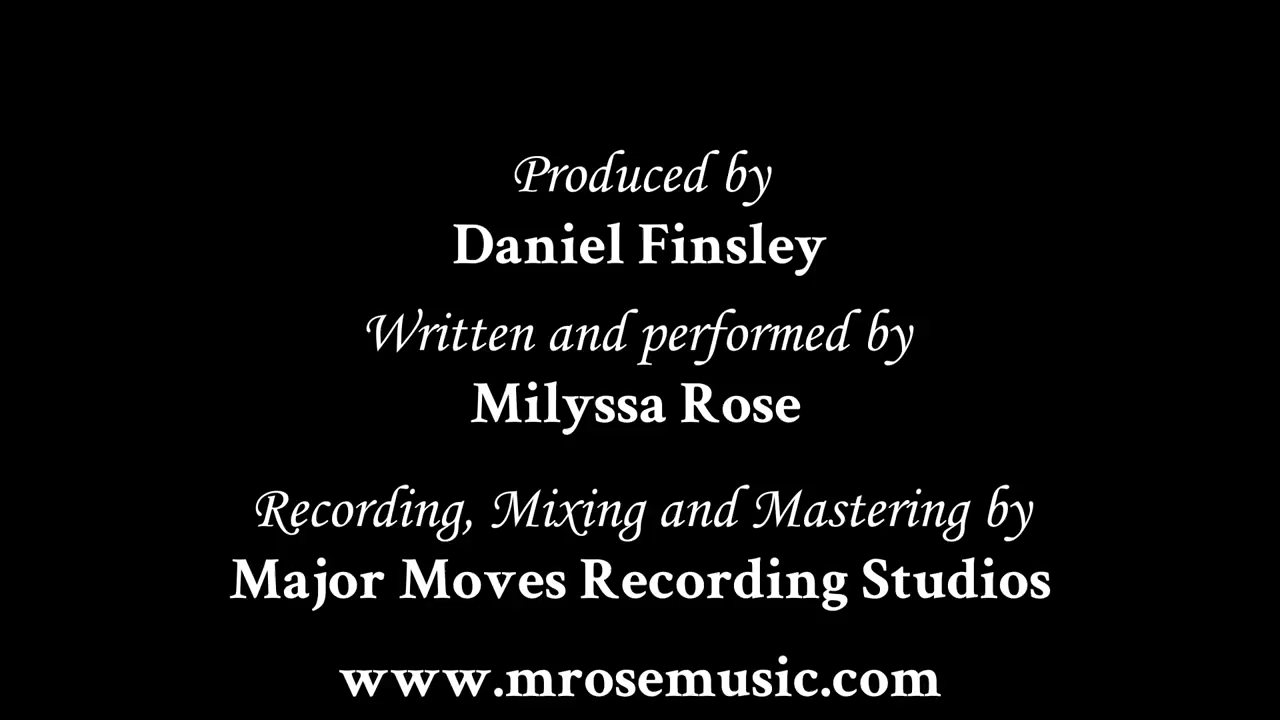 Produced by
Daniel Finsley
Written and performed by
Milyssa Rose
Recording, Mixing and Mastering by
Major Moves Recording Studios
www.mrosemusic.com